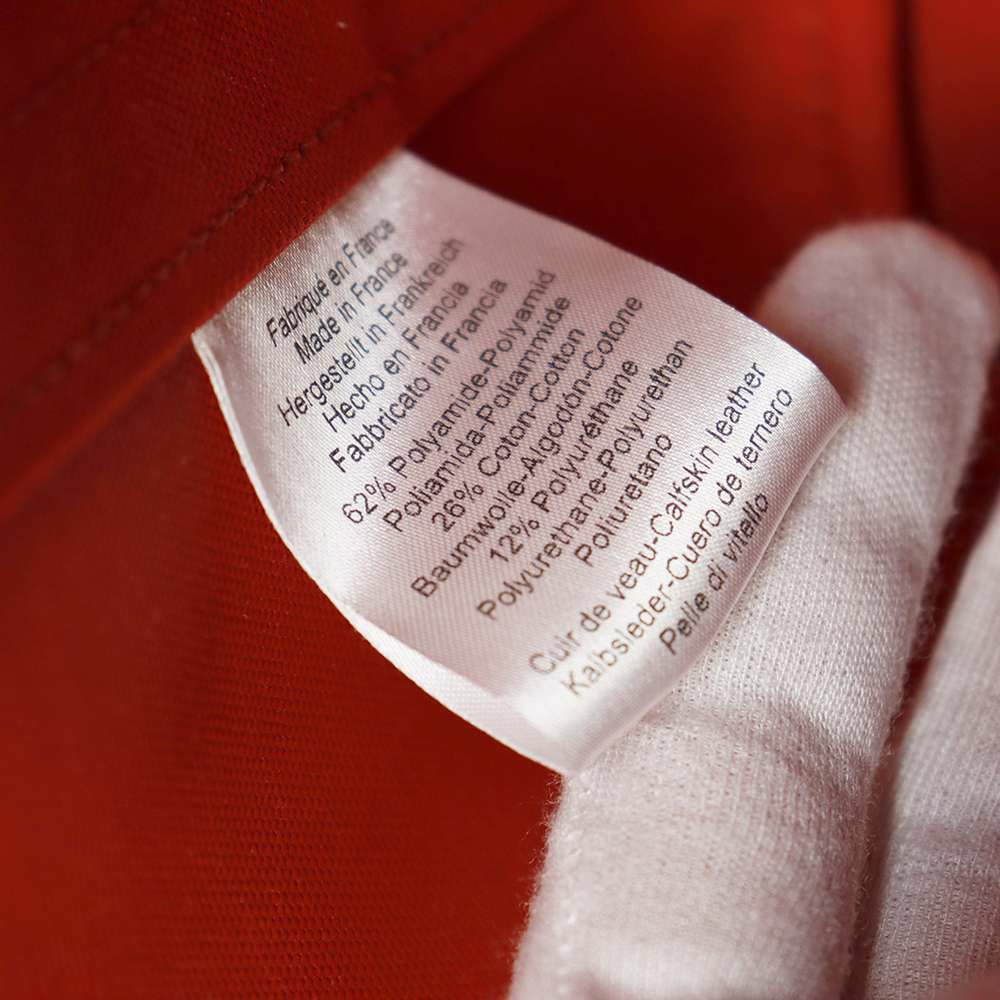 Fabriqué en France
Made in France
Hergestellt in Frankreich
Hecho en Francia
Fabbricato in Francia
62% Polyamide-Polyamid
Poliamida-Poliammide
26% Coton-Cotton
Baumwolle-Algodón-Cotone
12% Polyuréthane
Polyurethane-Polyurethan
Poliuretano
Cuir de veau-Calfskin leather
Kalbsleder-Cuero de ternero
Pelle di vitello